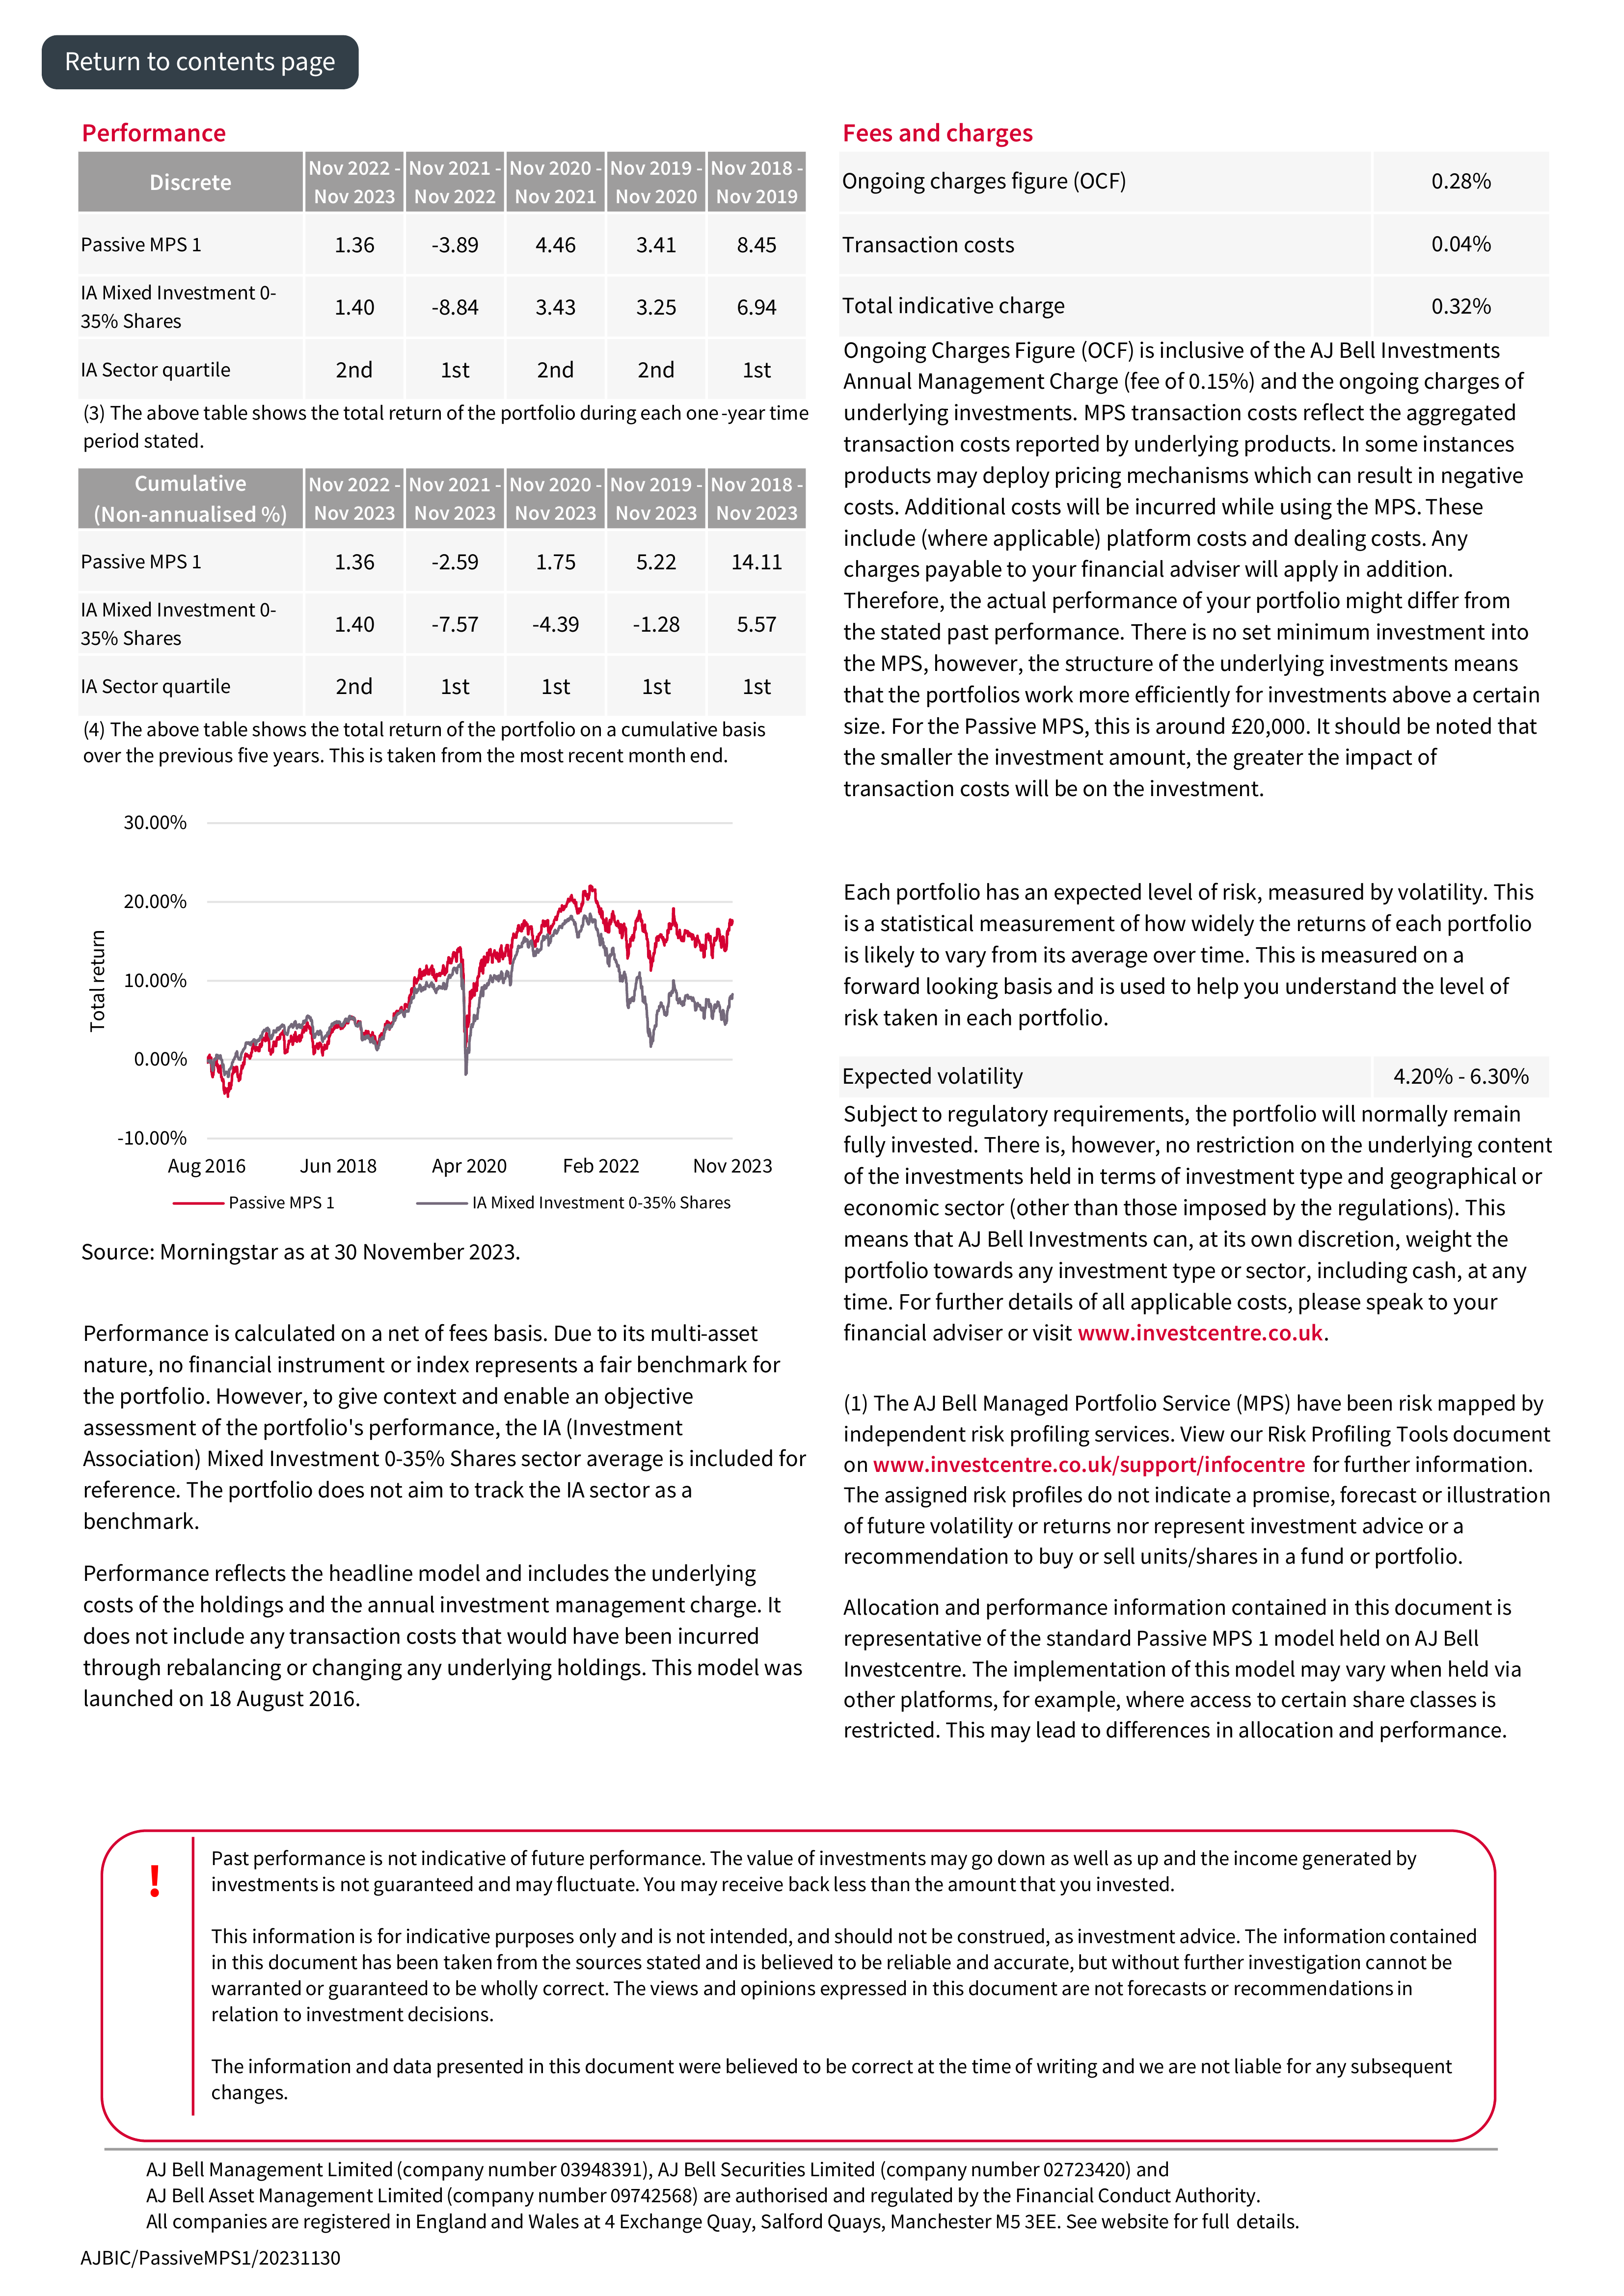 Return to contents page
Performance
Discrete
Nov 2022 - Nov 2023
Nov 2021 - Nov 2022
Nov 2020 - Nov 2021
Nov 2019 - Nov 2020
Nov 2018 - Nov 2019
Passive MPS 1 1.36 -3.89 4.46 3.41 8.45
IA Mixed Investment 0-
35% Shares 1.40 -8.84 3.43 3.25 6.94
IA Sector quartile 2nd 1st 2nd 2nd 1st
(3) The above table shows the total return of the portfolio during each one-year time
period stated.
Cumulative
(Non-annualised %)
Nov 2022 - Nov 2023
Nov 2021 - Nov 2023
Nov 2020 - Nov 2023
Nov 2019 - Nov 2023
Nov 2018 - Nov 2023
Passive MPS 1 1.36 -2.59 1.75 5.22 14.11
IA Mixed Investment 0-
35% Shares 1.40 -7.57 -4.39 -1.28 5.57
IA Sector quartile 2nd 1st 1st 1st 1st
(4) The above table shows the total return of the portfolio on a cumulative basis
over the previous five years. This is taken from the most recent month end.
Total return
30.00%
20.00%
10.00%
0.00%
-10.00%
Aug 2016 Jun 2018 Apr 2020 Feb 2022 Nov 2023
Passive MPS 1 IA Mixed Investment 0-35% Shares
Source: Morningstar as at 30 November 2023.
Performance is calculated on a net of fees basis. Due to its multi-asset
nature, no financial instrument or index represents a fair benchmark for
the portfolio. However, to give context and enable an objective
assessment of the portfolio's performance, the IA (Investment
Association) Mixed Investment 0-35% Shares sector average is included for
reference. The portfolio does not aim to track the IA sector as a
benchmark.
Performance reflects the headline model and includes the underlying
costs of the holdings and the annual investment management charge. It
does not include any transaction costs that would have been incurred
through rebalancing or changing any underlying holdings. This model was
launched on 18 August 2016.
Fees and charges
Ongoing charges figure (OCF) 0.28%
Transaction costs 0.04%
Total indicative charge 0.32%
Ongoing Charges Figure (OCF) is inclusive of the AJ Bell Investments
Annual Management Charge (fee of 0.15%) and the ongoing charges of
underlying investments. MPS transaction costs reflect the aggregated
transaction costs reported by underlying products. In some instances
products may deploy pricing mechanisms which can result in negative
costs. Additional costs will be incurred while using the MPS. These
include (where applicable) platform costs and dealing costs. Any
charges payable to your financial adviser will apply in addition.
Therefore, the actual performance of your portfolio might differ from
the stated past performance. There is no set minimum investment into
the MPS, however, the structure of the underlying investments means
that the portfolios work more efficiently for investments above a certain
size. For the Passive MPS, this is around £20,000. It should be noted that
the smaller the investment amount, the greater the impact of
transaction costs will be on the investment.
Each portfolio has an expected level of risk, measured by volatility. This
is a statistical measurement of how widely the returns of each portfolio
is likely to vary from its average over time. This is measured on a
forward looking basis and is used to help you understand the level of
risk taken in each portfolio.
Expected volatility 4.20% - 6.30%
Subject to regulatory requirements, the portfolio will normally remain
fully invested. There is, however, no restriction on the underlying content
of the investments held in terms of investment type and geographical or
economic sector (other than those imposed by the regulations). This
means that AJ Bell Investments can, at its own discretion, weight the
portfolio towards any investment type or sector, including cash, at any
time. For further details of all applicable costs, please speak to your
financial adviser or visit www.investcentre.co.uk.
(1) The AJ Bell Managed Portfolio Service (MPS) have been risk mapped by
independent risk profiling services. View our Risk Profiling Tools document
on www.investcentre.co.uk/support/infocentre for further information.
The assigned risk profiles do not indicate a promise, forecast or illustration
of future volatility or returns nor represent investment advice or a
recommendation to buy or sell units/shares in a fund or portfolio.
Allocation and performance information contained in this document is
representative of the standard Passive MPS 1 model held on AJ Bell
Investcentre. The implementation of this model may vary when held via
other platforms, for example, where access to certain share classes is
restricted. This may lead to differences in allocation and performance.
!
Past performance is not indicative of future performance. The value of investments may go down as well as up and the income generated by
investments is not guaranteed and may fluctuate. You may receive back less than the amount that you invested.
This information is for indicative purposes only and is not intended, and should not be construed, as investment advice. The information contained
in this document has been taken from the sources stated and is believed to be reliable and accurate, but without further investigation cannot be
warranted or guaranteed to be wholly correct. The views and opinions expressed in this document are not forecasts or recommendations in
relation to investment decisions.
The information and data presented in this document were believed to be correct at the time of writing and we are not liable for any subsequent
changes.
AJ Bell Management Limited (company number 03948391), AJ Bell Securities Limited (company number 02723420) and
AJ Bell Asset Management Limited (company number 09742568) are authorised and regulated by the Financial Conduct Authority.
All companies are registered in England and Wales at 4 Exchange Quay, Salford Quays, Manchester M5 3EE. See website for full details.
AJBIC/PassiveMPS1/20231130